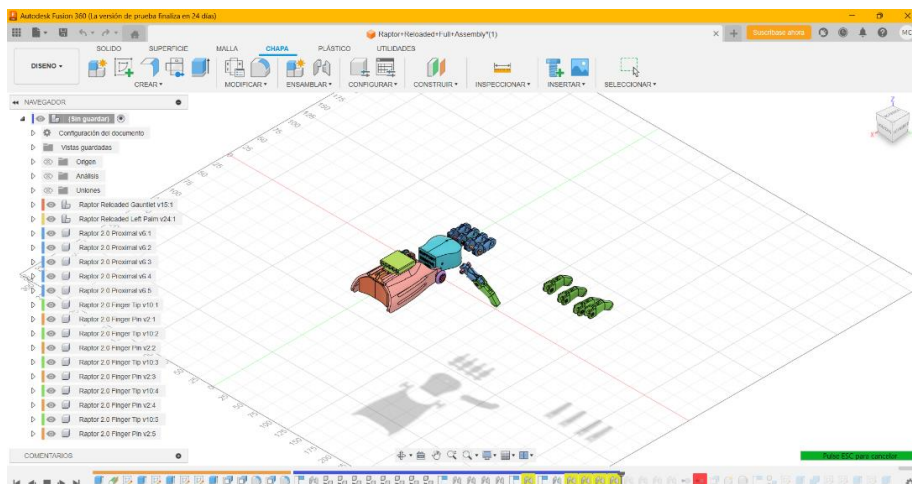 Autodesk Fusion 360 (La versión de prueba finaliza en 24 días)
Raptor+Reloaded+Full+Assembly*(1)
Suscríbase ahora
MC
DISEÑO
SÓLIDO SUPERFICIE MALLA CHAPA PLÁSTICO UTILIDADES
CREAR MODIFICAR ENSAMBLAR CONFIGURAR CONSTRUIR INSPECCIONAR INSERTAR SELECCIONAR
NAVEGADOR
(Sin guardar)
Configuración del documento
Vistas guardadas
Origen
Análisis
Uniones
Raptor Reloaded Gauntlet v15:1
Raptor Reloaded Left Palm v24:1
Raptor 2.0 Proximal v6:1
Raptor 2.0 Proximal v6:2
Raptor 2.0 Proximal v6:3
Raptor 2.0 Proximal v6:4
Raptor 2.0 Proximal v6:5
Raptor 2.0 Finger Tip v10:1
Raptor 2.0 Finger Pin v2:1
Raptor 2.0 Finger Tip v10:2
Raptor 2.0 Finger Pin v2:2
Raptor 2.0 Finger Tip v10:3
Raptor 2.0 Finger Pin v2:3
Raptor 2.0 Finger Tip v10:4
Raptor 2.0 Finger Pin v2:4
Raptor 2.0 Finger Tip v10:5
Raptor 2.0 Finger Pin v2:5
COMENTARIOS
Pulse ESC para cancelar